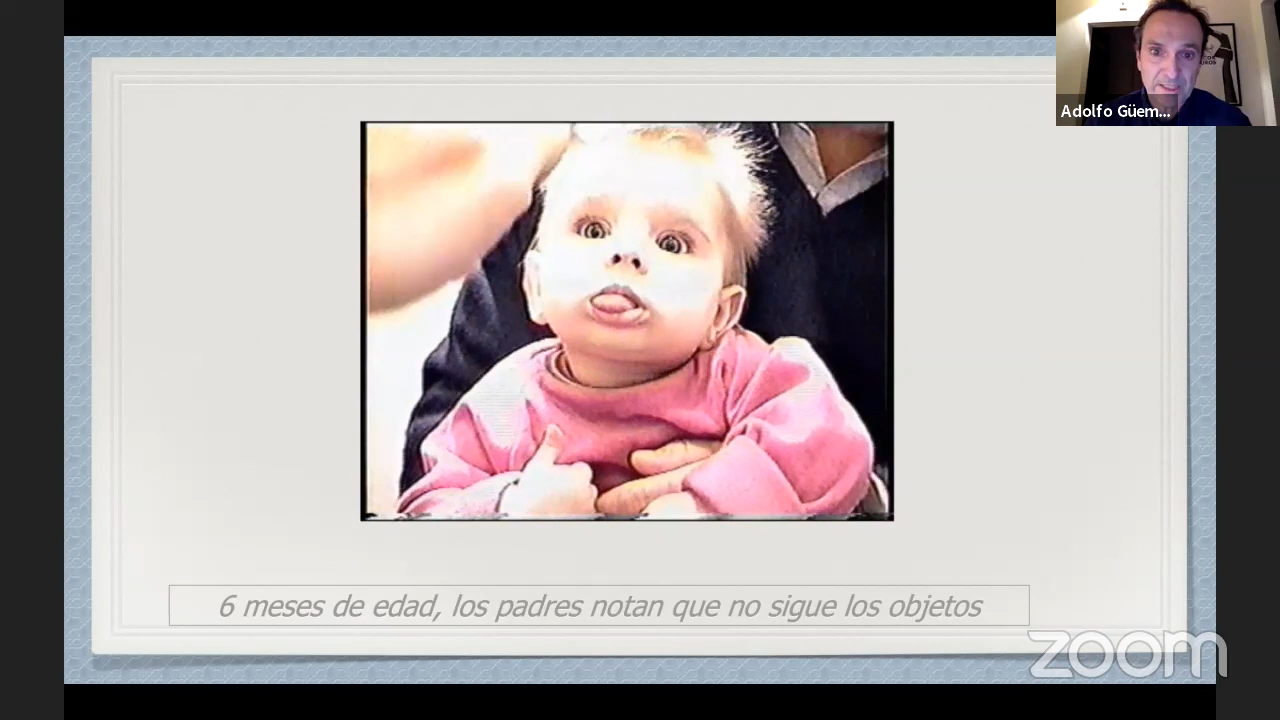 Adolfo Güem...
6 meses de edad, los padres notan que no sigue los objetos
zoom